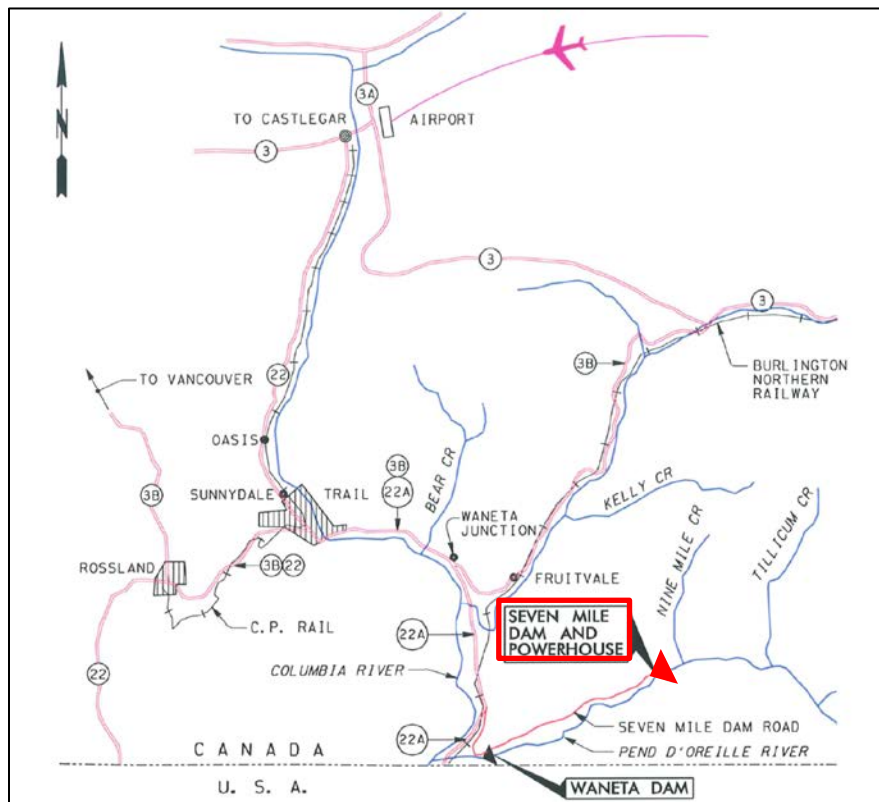 3A
TO CASTLEGAR
AIRPORT
N
3
3
3
3B
BURLINGTON
NORTHERN
RAILWAY
TO VANCOUVER
22
OASIS
3B
22A
BEAR CR
SUNNYDALE
TRAIL
KELLY CR
3B
WANETA
JUNCTION
NINE MILE CR
TILLICUM CR
ROSSLAND
3B 22
FRUITVALE
C.P. RAIL
SEVEN MILE
DAM AND
POWERHOUSE
22A
22
COLUMBIA RIVER
SEVEN MILE DAM ROAD
22A
PEND D'OREILLE RIVER
CANADA
U. S. A.
WANETA DAM